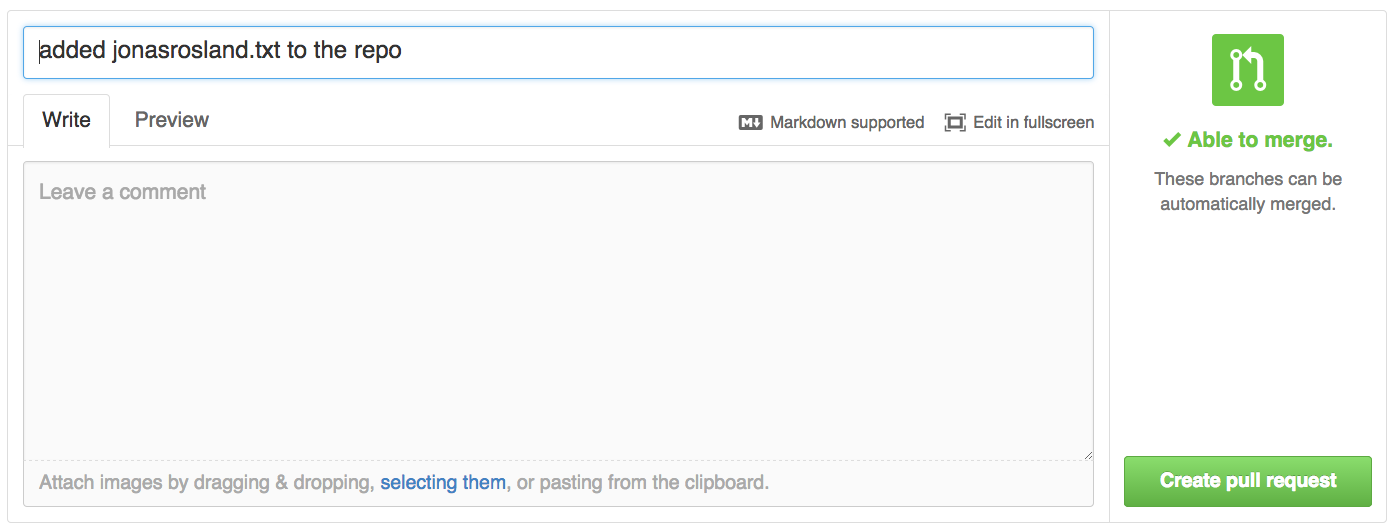 added jonasrosland.txt to the repo
Write Preview Markdown supported Edit in fullscreen
Leave a comment
Attach images by dragging & dropping, selecting them, or pasting from the clipboard.
Able to merge.
These branches can be
automatically merged.
Create pull request